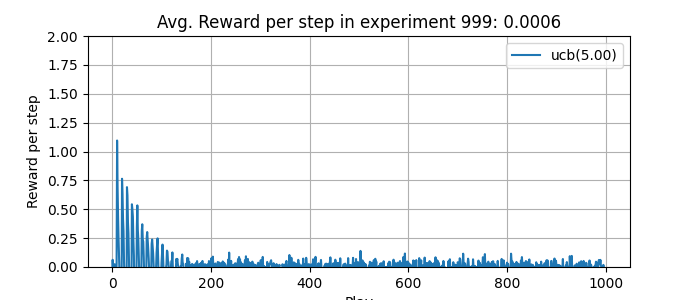 Avg. Reward per step in experiment 999: 0.0006
2.00
1.75
1.50
1.25
1.00
0.75
0.50
0.25
0.00
Reward per step
ucb(5.00)
0 200 400 600 800 1000
Play